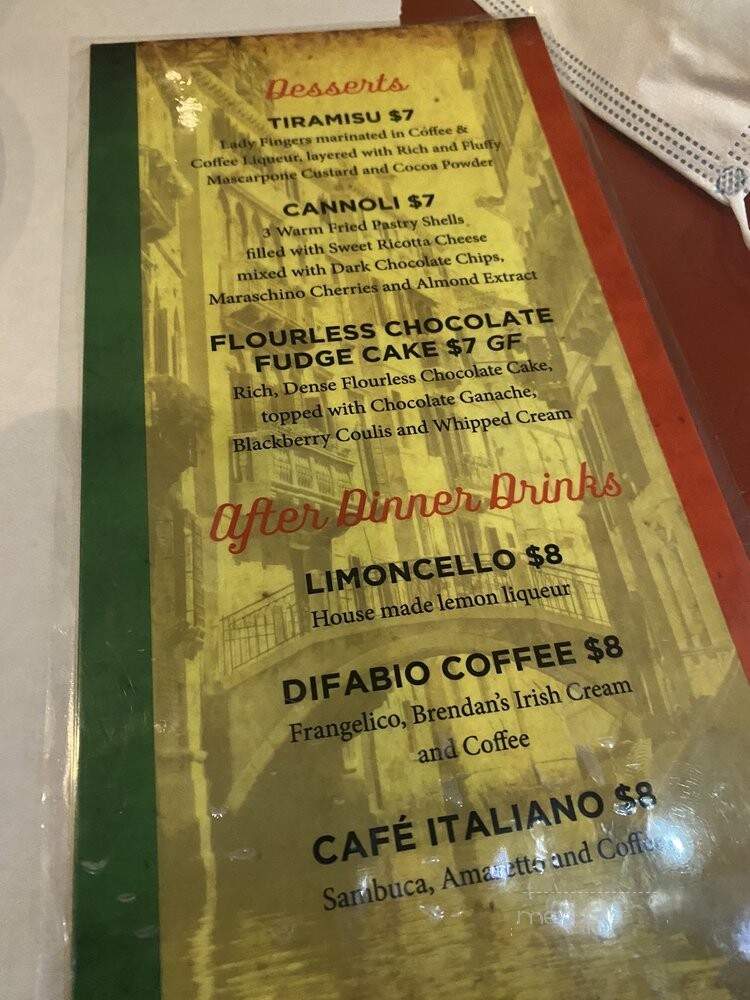 Desserts
TIRAMISU $7
Lady Fingers marinated in Coffee &
Coffee Liqueur, layered with Rich and Fluffy
Mascarpone Custard and Cocoa Powder
CANNOLI $7
3 Warm Fried Pastry Shells
filled with Sweet Ricotta Cheese
mixed with Dark Chocolate Chips,
Maraschino Cherries and Almond Extract
FLOURLESS CHOCOLATE
FUDGE CAKE $7 GF
Rich, Dense Flourless Chocolate Cake,
topped with Chocolate Ganache,
Blackberry Coulis and Whipped Cream
After Dinner Drinks
LIMONCELLO $8
House made lemon liqueur
DIFABIO COFFEE $8
Frangelico, Brendan's Irish Cream
and Coffee
CAFÉ ITALIANO $8
Sambuca, Amaretto and Coffee